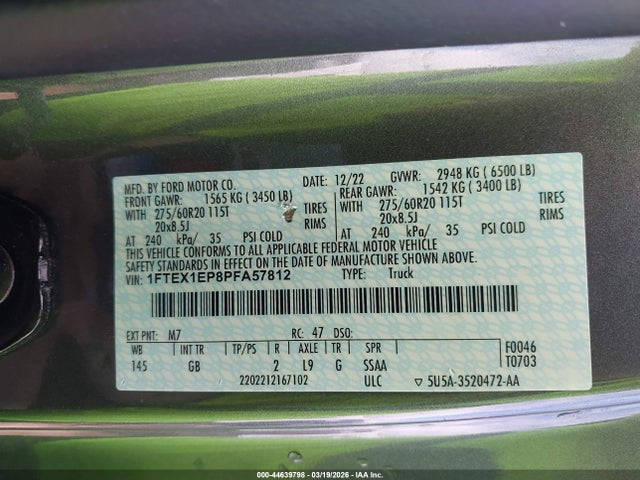 MFD. BY FORD MOTOR CO. DATE: 12/22 GVWR: 2948 KG ( 6500 LB)
FRONT GAWR: 1565 KG ( 3450 LB) REAR GAWR: 1542 KG ( 3400 LB)
WITH 275/60R20 115T TIRES WITH 275/60R20 115T TIRES
20x8.5J RIMS 20x8.5J RIMS
AT 240 kPa/ 35 PSI COLD AT 240 kPa/ 35 PSI COLD
THIS VEHICLE CONFORMS TO ALL APPLICABLE FEDERAL MOTOR VEHICLE
SAFETY STANDARDS IN EFFECT ON THE DATE OF MANUFACTURE SHOWN ABOVE.
VIN: 1FTEX1EP8PFA57812 TYPE: Truck
EXT PNT: M7 RC: 47 DSO:
WB INT TR TP/PS R AXLE TR SPR F0046
145 GB 2 L9 G SSAA T0703
2202212167102 ULC ▽ 5U5A-3520472-AA
000-44639798 - 03/19/2026 - IAAI.com